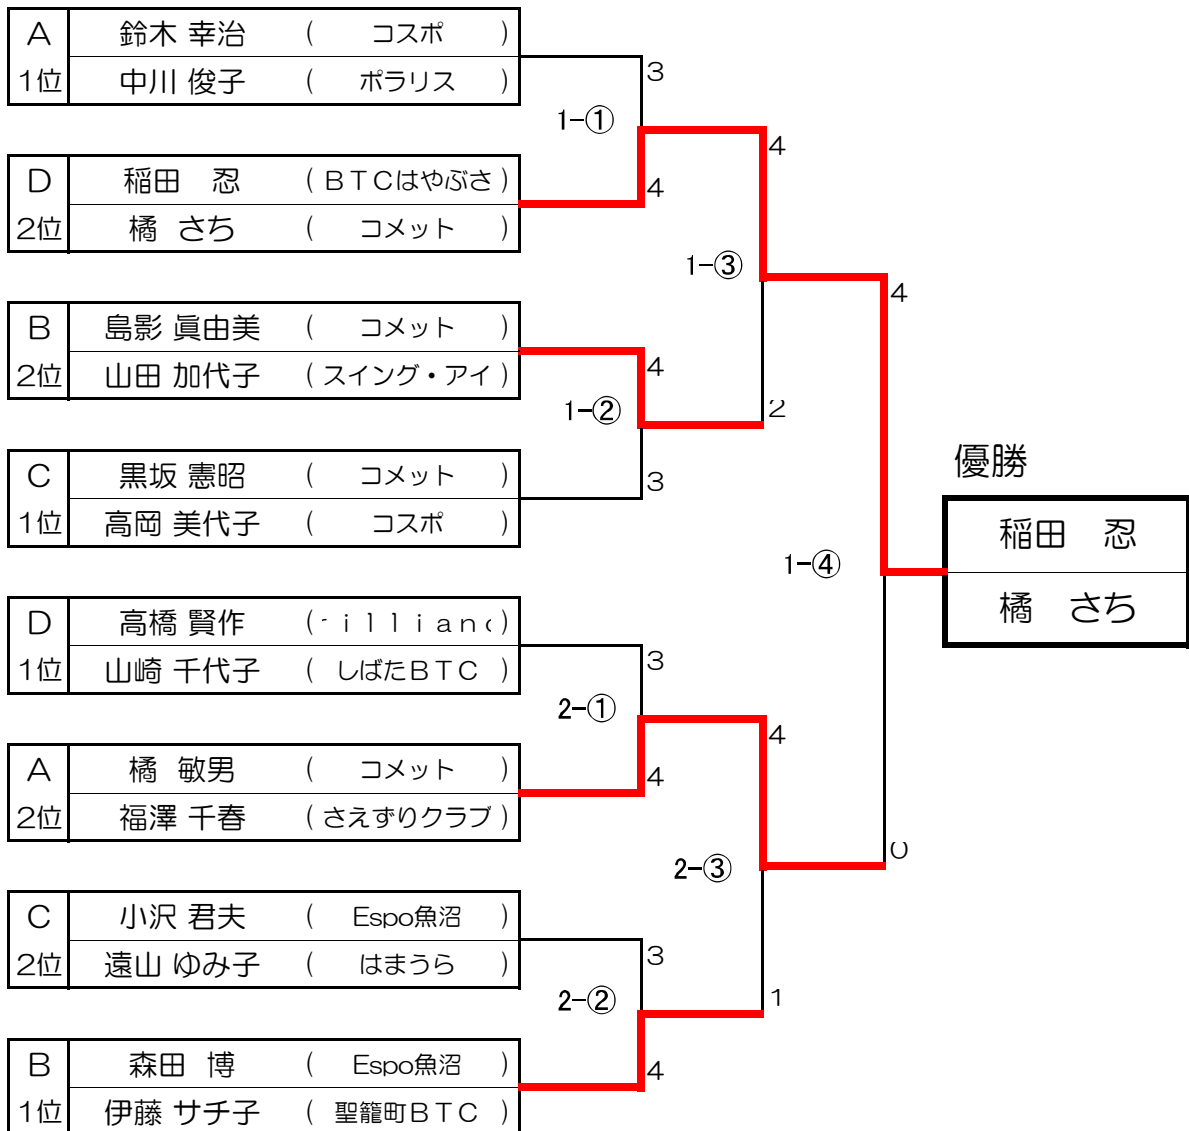 A 鈴木 幸治 ( コスポ )
1位 中川 俊子 ( ポラリス )
3
1-①
4
D 稲田 忍 ( BTCはやぶさ )
4
2位 橘 さち ( コメット )
1-③
4
B 島影 眞由美 ( コメット )
2位 山田 加代子 ( スイング・アイ )
4
1-②
2
C 黒坂 憲昭 ( コメット )
3
1位 高岡 美代子 ( コスポ )
優勝
稲田 忍
橘 さち
1-④
D 高橋 賢作 ( illian )
1位 山崎 千代子 ( しばたBTC )
3
2-①
4
A 橘 敏男 ( コメット )
4
2位 福澤 千春 ( さえずりクラブ )
2-③
0
C 小沢 君夫 ( Espo魚沼 )
2位 遠山 ゆみ子 ( はまうら )
3
2-②
1
B 森田 博 ( Espo魚沼 )
4
1位 伊藤 サチ子 ( 聖籠町BTC )